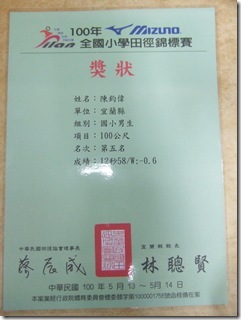 100年 MIZUNO
全國小學田徑錦標賽
獎狀
姓名:陳約偉
單位:宜蘭縣
組別:國小男生
項目:100公尺
名次:第五名
成績:12秒58/W:-0.6
中華民國田徑協會理事長
宜蘭縣縣長
蔡辰威
林聰賢
中華民國 100 年 5 月 13 ~ 5 月 14 日